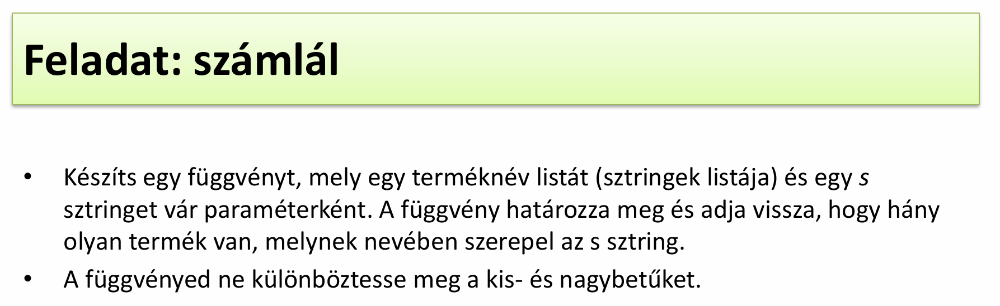 Feladat: számlál
• Készíts egy függvényt, mely egy terméknév listát (sztringek listája) és egy s
sztringet vár paraméterként. A függvény határozza meg és adja vissza, hogy hány
olyan termék van, melynek nevében szerepel az s sztring.
• A függvényed ne különböztesse meg a kis- és nagybetűket.